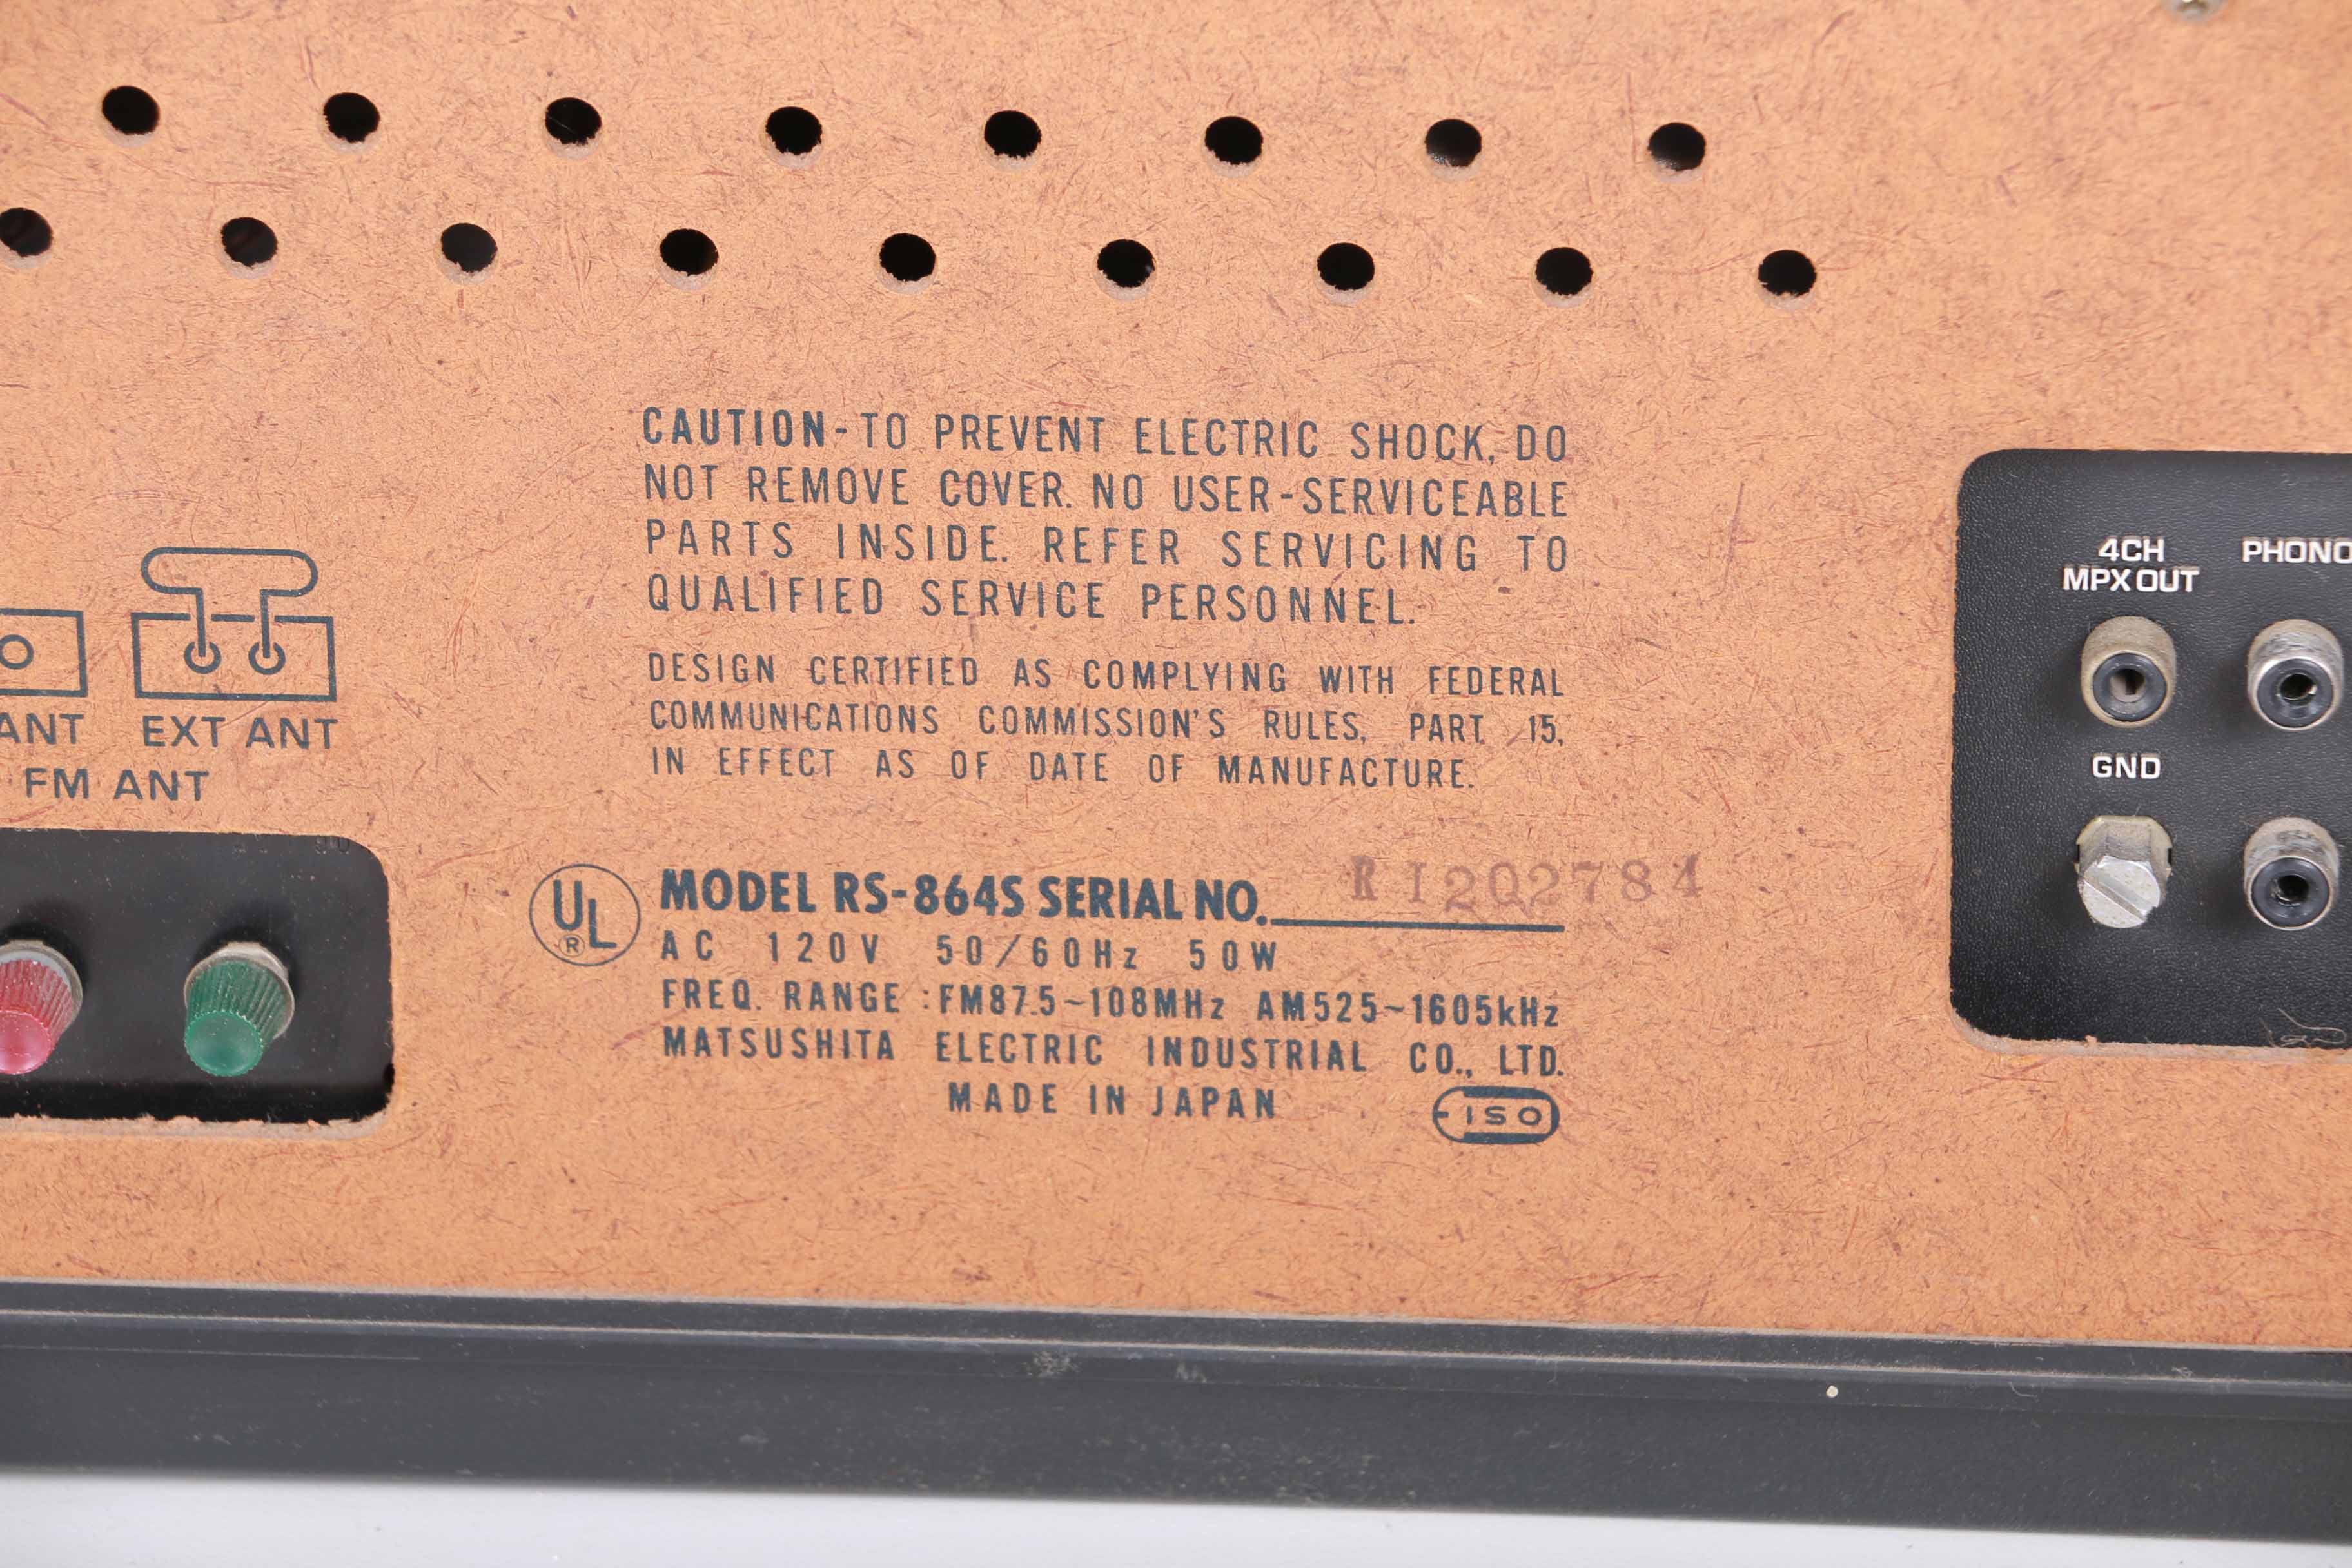 CAUTION-TO PREVENT ELECTRIC SHOCK, DO
NOT REMOVE COVER. NO USER-SERVICEABLE
PARTS INSIDE. REFER SERVICING TO
QUALIFIED SERVICE PERSONNEL.
DESIGN CERTIFIED AS COMPLYING WITH FEDERAL
COMMUNICATIONS COMMISSION'S RULES, PART 15,
IN EFFECT AS OF DATE OF MANUFACTURE.
ANT EXT ANT
FM ANT
4CH
MPX OUT
PHONO
GND
UL®
MODEL RS-864S SERIAL NO. RI2Q2784
AC 120V 50/60Hz 50W
FREQ. RANGE :FM87.5~108MHz AM525~1605kHz
MATSUSHITA ELECTRIC INDUSTRIAL CO., LTD.
MADE IN JAPAN
ISO